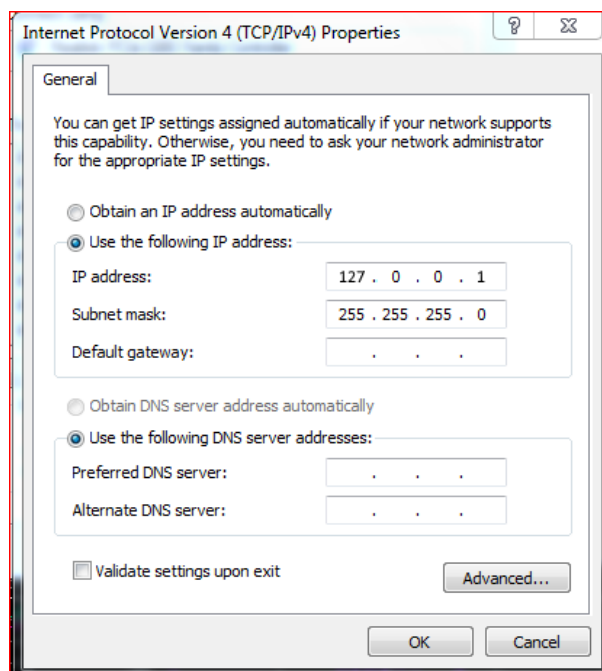 Internet Protocol Version 4 (TCP/IPv4) Properties
General
You can get IP settings assigned automatically if your network supports
this capability. Otherwise, you need to ask your network administrator
for the appropriate IP settings.
Obtain an IP address automatically
Use the following IP address:
IP address: 127 . 0 . 0 . 1
Subnet mask: 255 . 255 . 255 . 0
Default gateway: . . .
Obtain DNS server address automatically
Use the following DNS server addresses:
Preferred DNS server: . . .
Alternate DNS server: . . .
Validate settings upon exit
Advanced...
OK Cancel